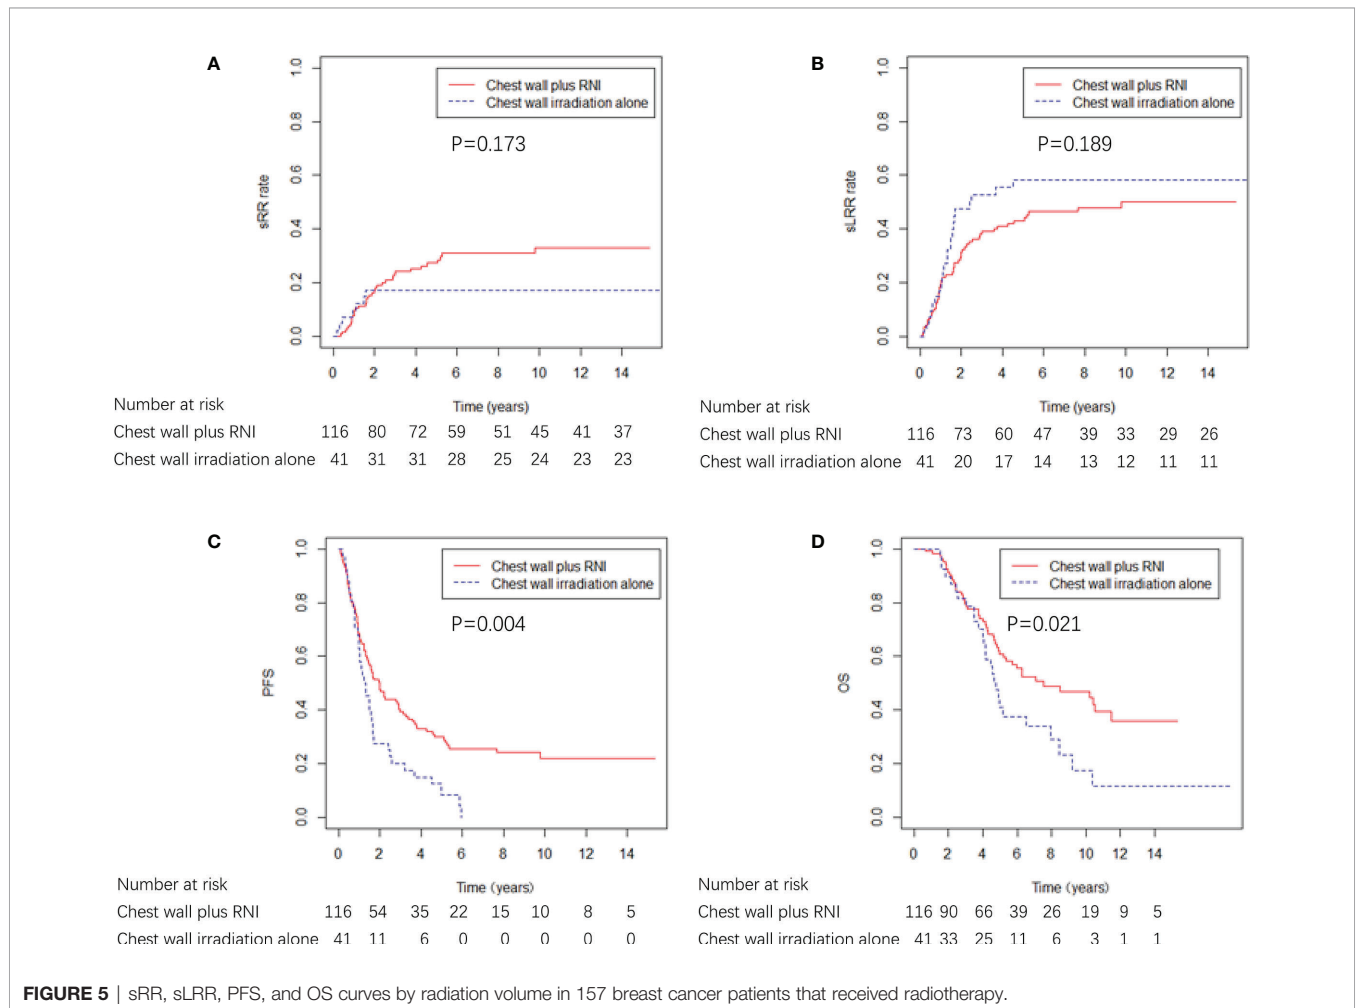 A
1.0
0.8
0.6
0.4
0.2
0.0
sRR rate
Chest wall plus RNI
Chest wall irradiation alone
P=0.173
0 2 4 6 8 10 12 14
Time (years)
Number at risk
Chest wall plus RNI 116 80 72 59 51 45 41 37
Chest wall irradiation alone 41 31 31 28 25 24 23 23
B
1.0
0.8
0.6
0.4
0.2
0.0
sLRR rate
Chest wall plus RNI
Chest wall irradiation alone
P=0.189
0 2 4 6 8 10 12 14
Time (years)
Number at risk
Chest wall plus RNI 116 73 60 47 39 33 29 26
Chest wall irradiation alone 41 20 17 14 13 12 11 11
C
1.0
0.8
0.6
0.4
0.2
0.0
PFS
Chest wall plus RNI
Chest wall irradiation alone
P=0.004
0 2 4 6 8 10 12 14
Time (years)
Number at risk
Chest wall plus RNI 116 54 35 22 15 10 8 5
Chest wall irradiation alone 41 11 6 0 0 0 0 0
D
1.0
0.8
0.6
0.4
0.2
0.0
OS
Chest wall plus RNI
Chest wall irradiation alone
P=0.021
0 2 4 6 8 10 12 14
Time (years)
Number at risk
Chest wall plus RNI 116 90 66 39 26 19 9 5
Chest wall irradiation alone 41 33 25 11 6 3 1 1
FIGURE 5 | sRR, sLRR, PFS, and OS curves by radiation volume in 157 breast cancer patients that received radiotherapy.